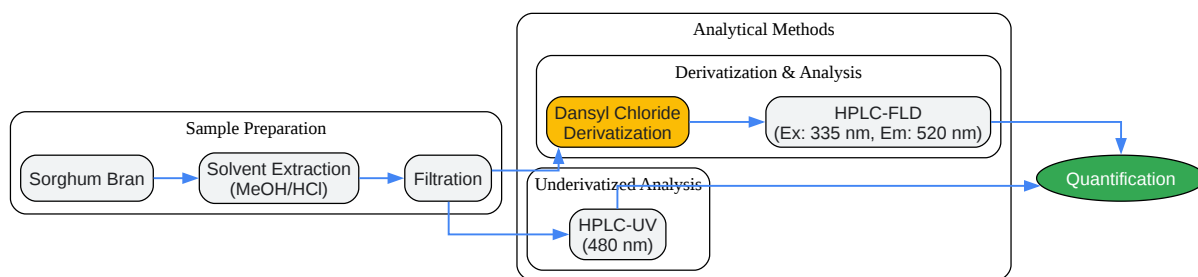 Analytical Methods
Derivatization & Analysis
Sample Preparation
Sorghum Bran
Solvent Extraction
(MeOH/HCl)
Filtration
Dansyl Chloride
Derivatization
HPLC-FLD
(Ex: 335 nm, Em: 520 nm)
Underivatized Analysis
HPLC-UV
(480 nm)
Quantification